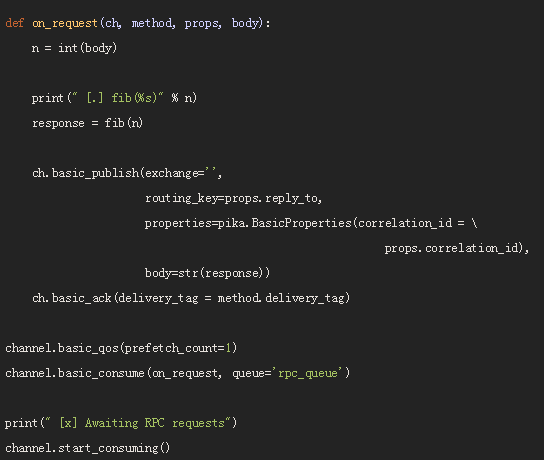 def on_request(ch, method, props, body):
    n = int(body)

    print(" [.] fib(%s)" % n)
    response = fib(n)

    ch.basic_publish(exchange='',
                     routing_key=props.reply_to,
                     properties=pika.BasicProperties(correlation_id = \
                                                         props.correlation_id),
                     body=str(response))
    ch.basic_ack(delivery_tag = method.delivery_tag)

channel.basic_qos(prefetch_count=1)
channel.basic_consume(on_request, queue='rpc_queue')

print(" [x] Awaiting RPC requests")
channel.start_consuming()